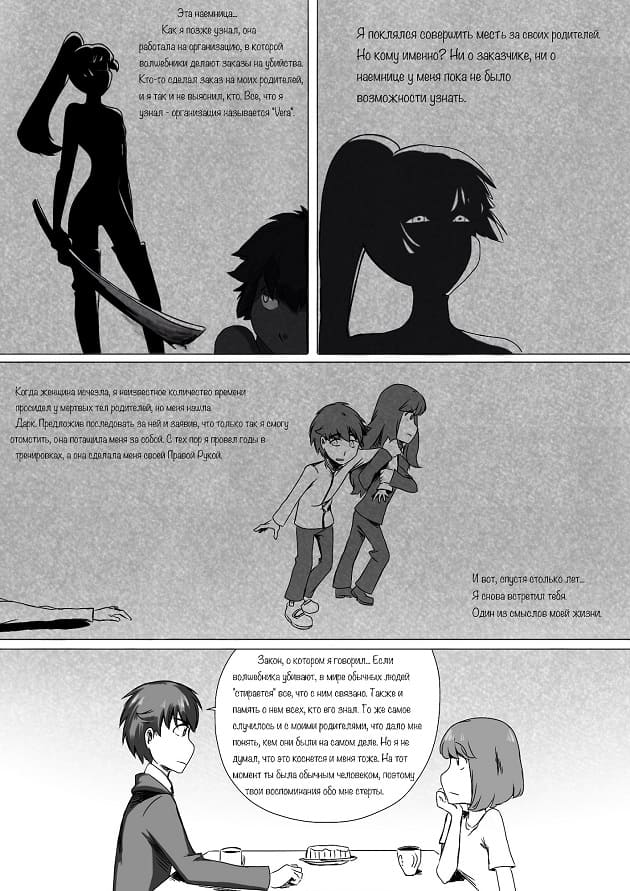 Эта наемница...
Как я позже узнал, она
работала на организацию, в которой
волшебники делают заказы на убийства.
Кто-то сделал заказ на моих родителей,
и я так и не выяснил, кто. Все, что я
узнал - организация называется "Vera".
Я поклялся совершить месть за своих родителей.
Но кому именно? Ни о заказчике, ни о
наемнице у меня пока не было
возможности узнать.
Когда женщина исчезла, я неизвестное количество времени
просидел у мертвых тел родителей, но меня нашла
Дарк. Предложив последовать за ней и заявив, что только так я смогу
отомстить, она потащила меня за собой. С тех пор я провел годы в
тренировках, а она сделала меня своей Правой Рукой.
И вот, спустя столько лет...
Я снова встретил тебя.
Один из смыслов моей жизни.
Закон, о котором я говорил... Если
волшебника убивают, в мире обычных людей
"стирается" все, что с ним связано. Также и
память о нем всех, кто его знал. То же самое
случилось и с моими родителями, что дало мне
понять, кем они были на самом деле. Но я не
думал, что это коснется и меня тоже. На тот
момент ты была обычным человеком, поэтому
твои воспоминания обо мне стерты.